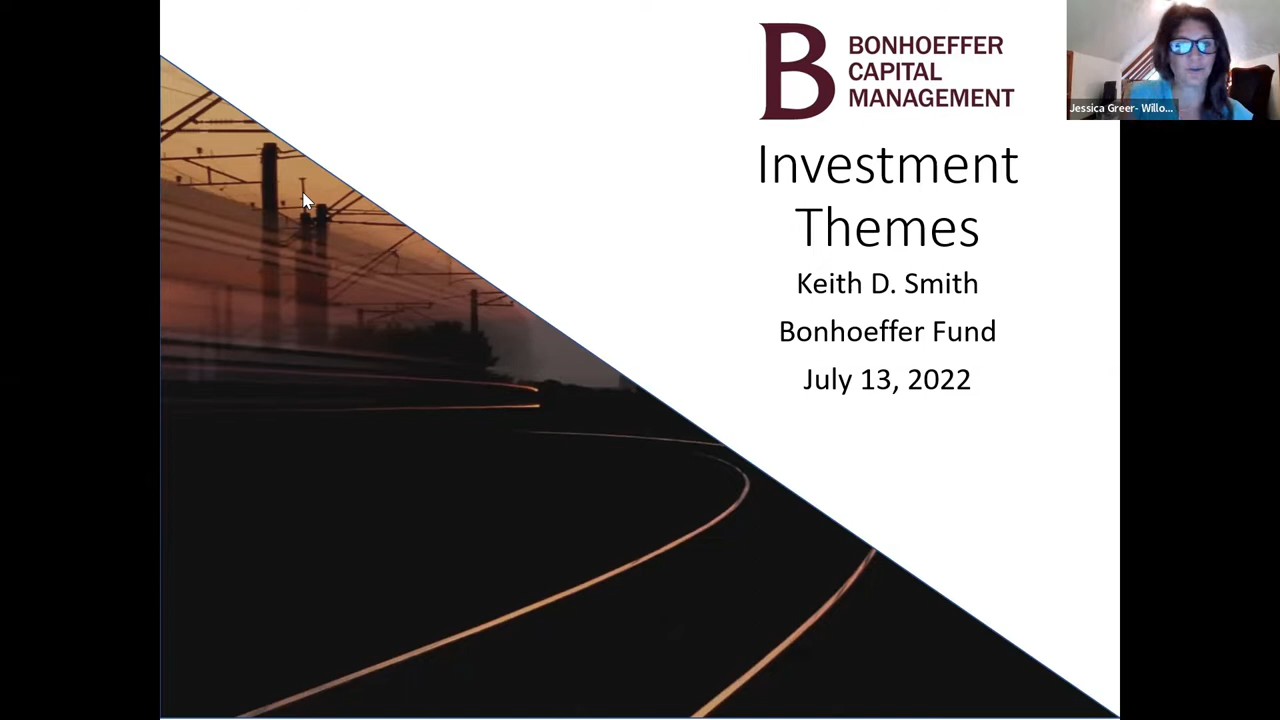 B BONHOEFFER
CAPITAL
MANAGEMENT
Jessica Greer- Willo...
Investment
Themes
Keith D. Smith
Bonhoeffer Fund
July 13, 2022